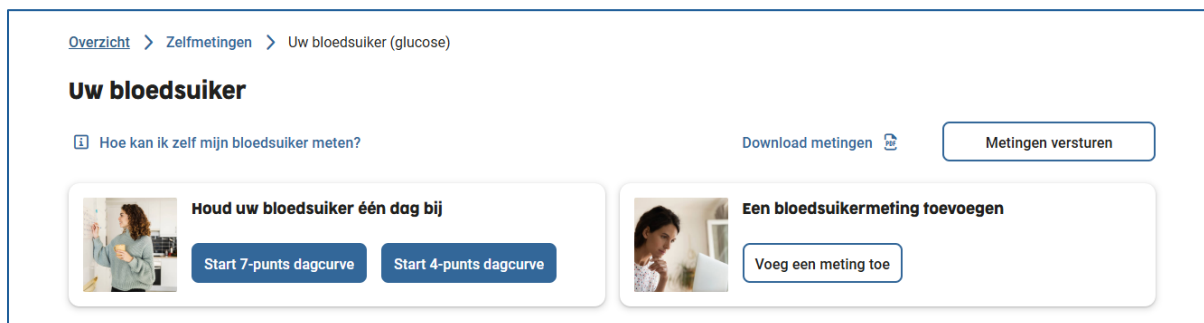 Overzicht > Zelfmetingen > Uw bloedsuiker (glucose)
Uw bloedsuiker
Hoe kan ik zelf mijn bloedsuiker meten?
Download metingen PDF
Metingen versturen
Houd uw bloedsuiker één dag bij
Start 7-punts dagcurve
Start 4-punts dagcurve
Een bloedsuikermeting toevoegen
Voeg een meting toe